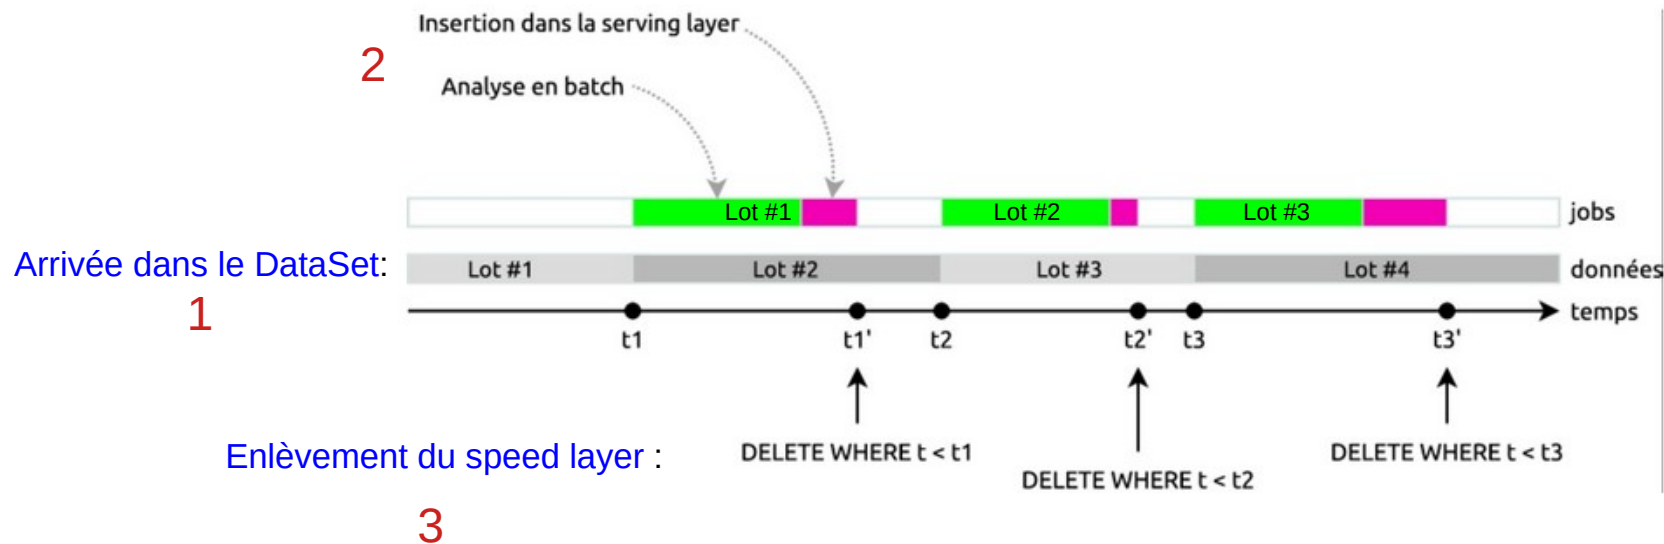 Insertion dans la serving layer
2
Analyse en batch
Lot #1 Lot #2 Lot #3 jobs
Arrivée dans le DataSet: Lot #1 Lot #2 Lot #3 Lot #4 données
1
temps
t1 t1' t2 t2' t3 t3'
Enlèvement du speed layer : DELETE WHERE t < t1 DELETE WHERE t < t3
DELETE WHERE t < t2
3